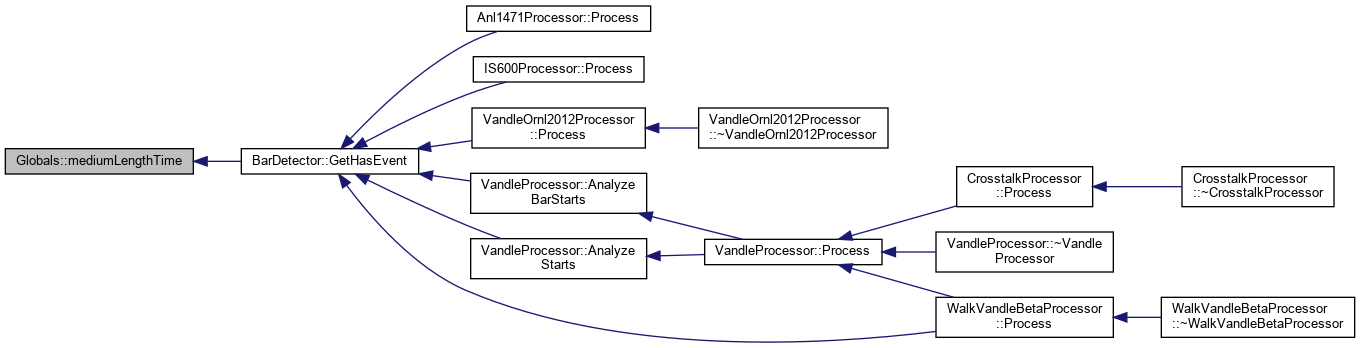 Anl1471Processor::Process
IS600Processor::Process
VandleOrnl2012Processor
::Process
VandleOrnl2012Processor
::~VandleOrnl2012Processor
Globals::mediumLengthTime
BarDetector::GetHasEvent
VandleProcessor::Analyze
BarStarts
CrosstalkProcessor
::Process
CrosstalkProcessor
::~CrosstalkProcessor
VandleProcessor::Analyze
Starts
VandleProcessor::Process
VandleProcessor::~Vandle
Processor
WalkVandleBetaProcessor
::Process
WalkVandleBetaProcessor
::~WalkVandleBetaProcessor